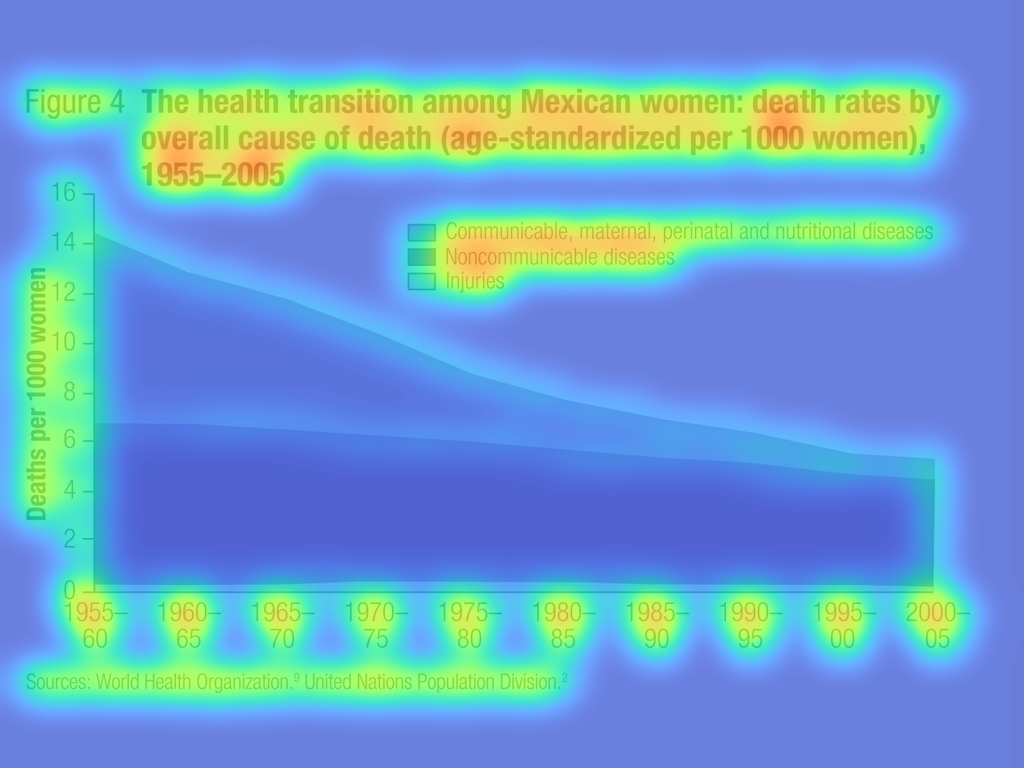 Figure 4 The health transition among Mexican women: death rates by
overall cause of death (age-standardized per 1000 women),
1955–2005
16
14
12
10
8
6
4
2
0
Deaths per 1000 women
Communicable, maternal, perinatal and nutritional diseases
Noncommunicable diseases
Injuries
1955–60 1960–65 1965–70 1970–75 1975–80 1980–85 1985–90 1990–95 1995–00 2000–05
Sources: World Health Organization.⁹ United Nations Population Division.²